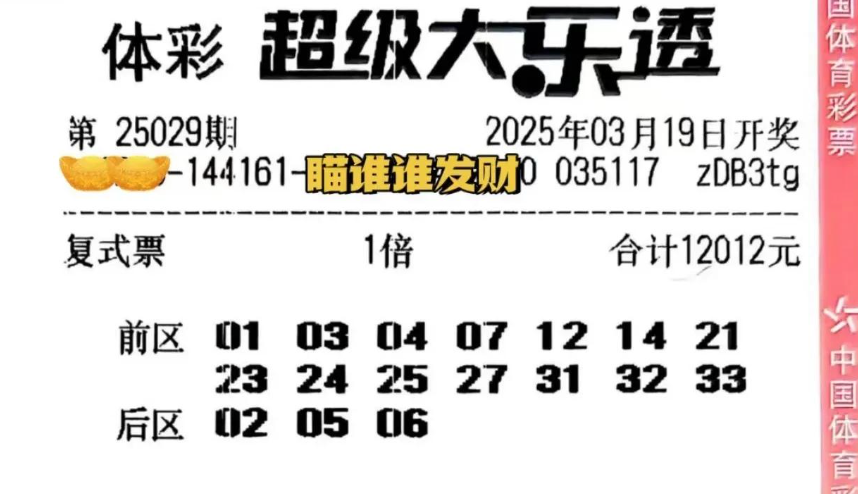 体彩 超级大乐透
第 25029期 2025年03月19日开奖
-144161- 瞄谁谁发财 0 035117 zDB3tg
复式票 1倍 合计12012元
前区 01 03 04 07 12 14 21
23 24 25 27 31 32 33
后区 02 05 06
国体育彩票
中国体育彩